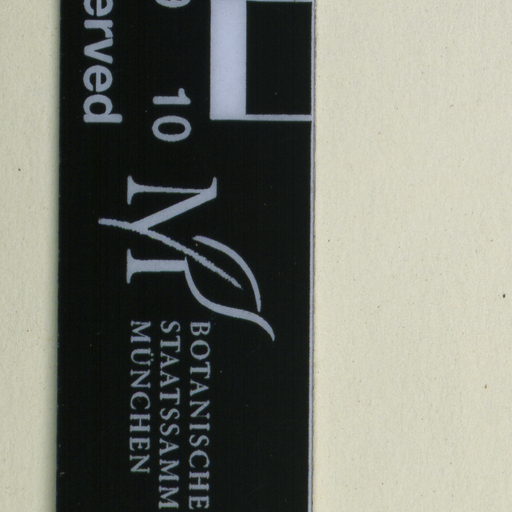 erved
10
BOTANISCHE
STAATSSAMM
MÜNCHEN